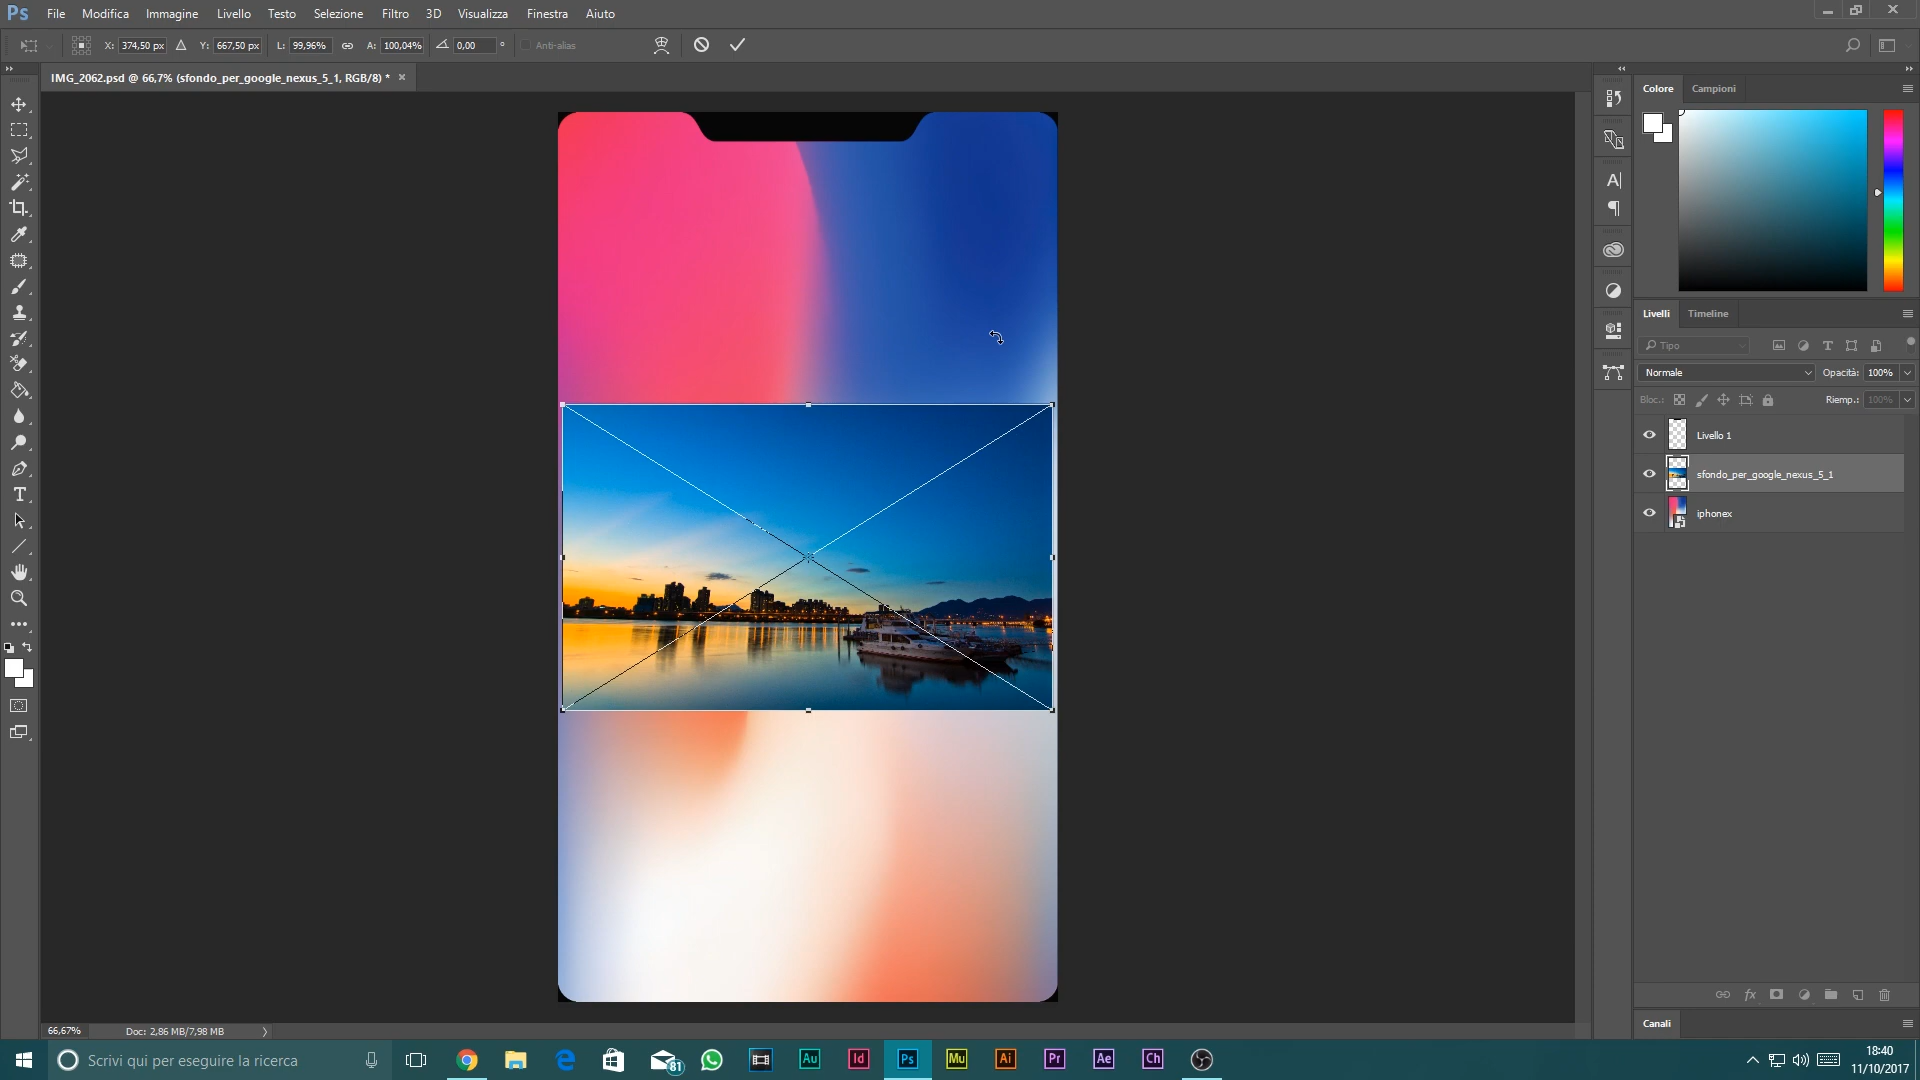 Ps File Modifica Immagine Livello Testo Selezione Filtro 3D Visualizza Finestra Aiuto
X: 374,50 px Y: 667,50 px L: 99,96% A: 100,04% 0,00 ° Anti-alias
IMG_2062.psd @ 66,7% (sfondo_per_google_nexus_5_1, RGB/8) * ×
Colore Campioni
Livelli Timeline
Tipo
Normale Opacità: 100%
Bloc.: Riemp.: 100%
Livello 1
sfondo_per_google_nexus_5_1
iphonex
Canali
66,67% Doc: 2,86 MB/7,98 MB
Scrivi qui per eseguire la ricerca
81 Au Id Ps Mu Ai Pr Ae Ch
18:40
11/10/2017